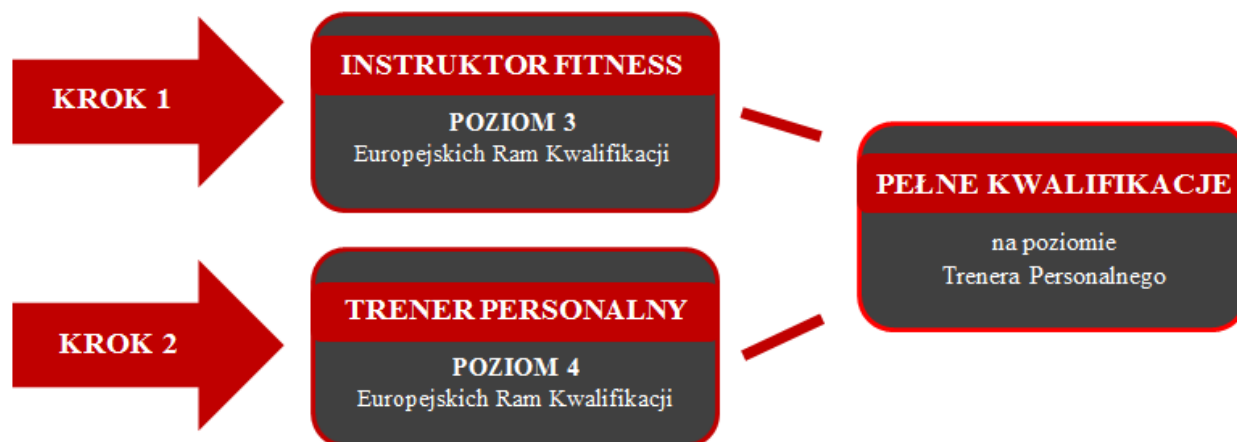 KROK 1
INSTRUKTOR FITNESS
POZIOM 3
Europejskich Ram Kwalifikacji
KROK 2
TRENER PERSONALNY
POZIOM 4
Europejskich Ram Kwalifikacji
PEŁNE KWALIFIKACJE
na poziomie
Trenera Personalnego